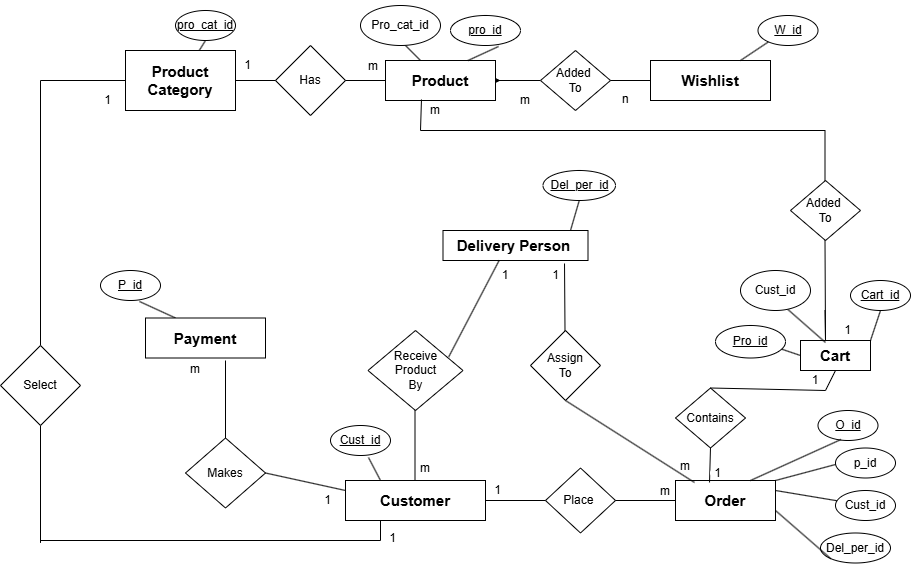 pro_cat_id
Pro_cat_id
pro_id
W_id
Product
Category
1
Has
m
Product
Added
To
Wishlist
1
m
m
n
Del_per_id
Added
To
Delivery Person
1
1
P_id
Cust_id
Cart_id
Payment
m
Receive
Product
By
Assign
To
Pro_id
1
Cart
1
Select
Contains
Cust_id
O_id
Makes
m
m
1
p_id
1
Customer
1
Place
m
Order
Cust_id
1
Del_per_id